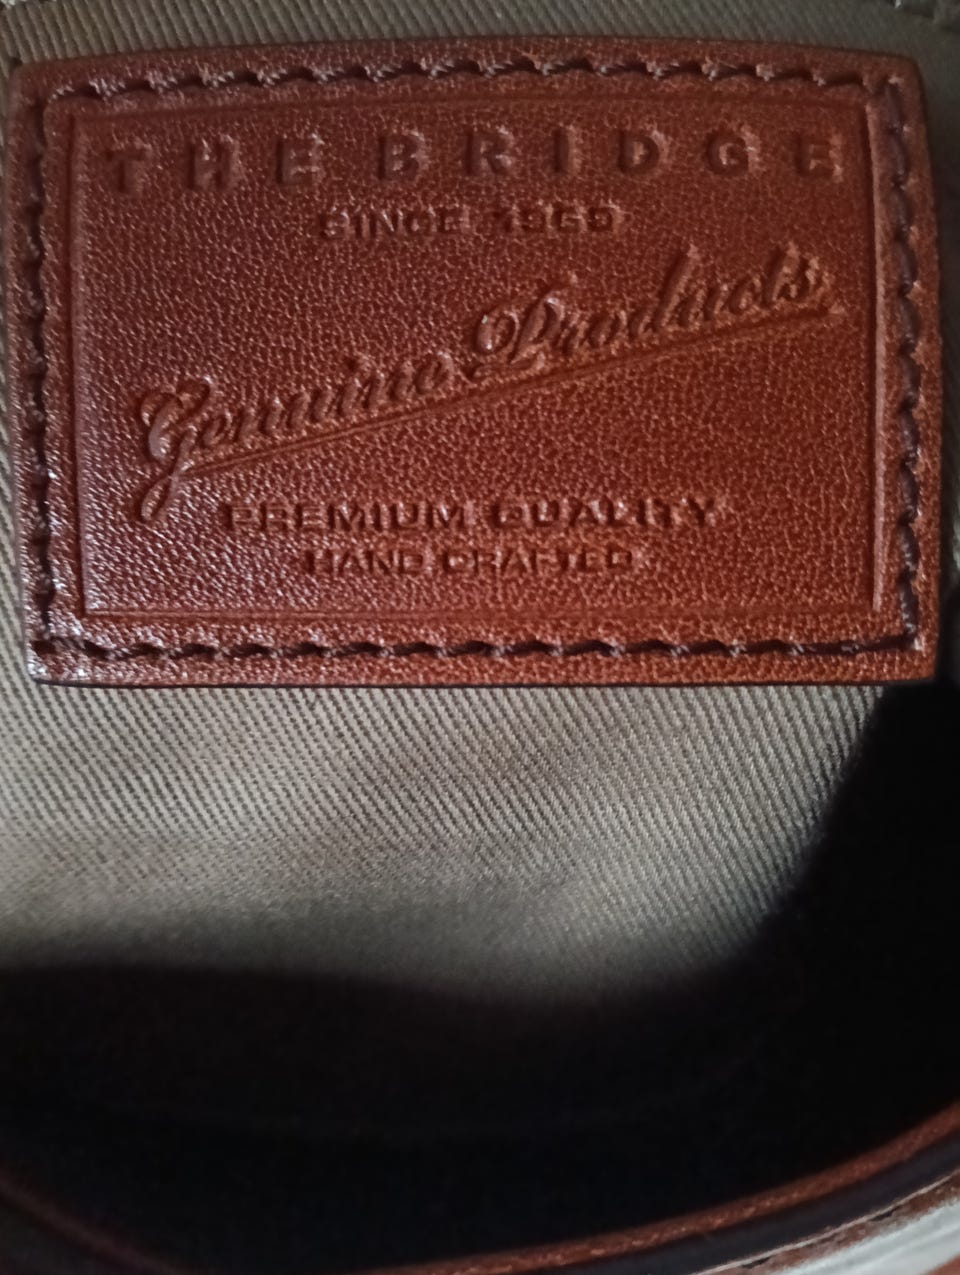 THE BRIDGE
SINCE 1969
Genuine Products
PREMIUM QUALITY
HAND CRAFTED